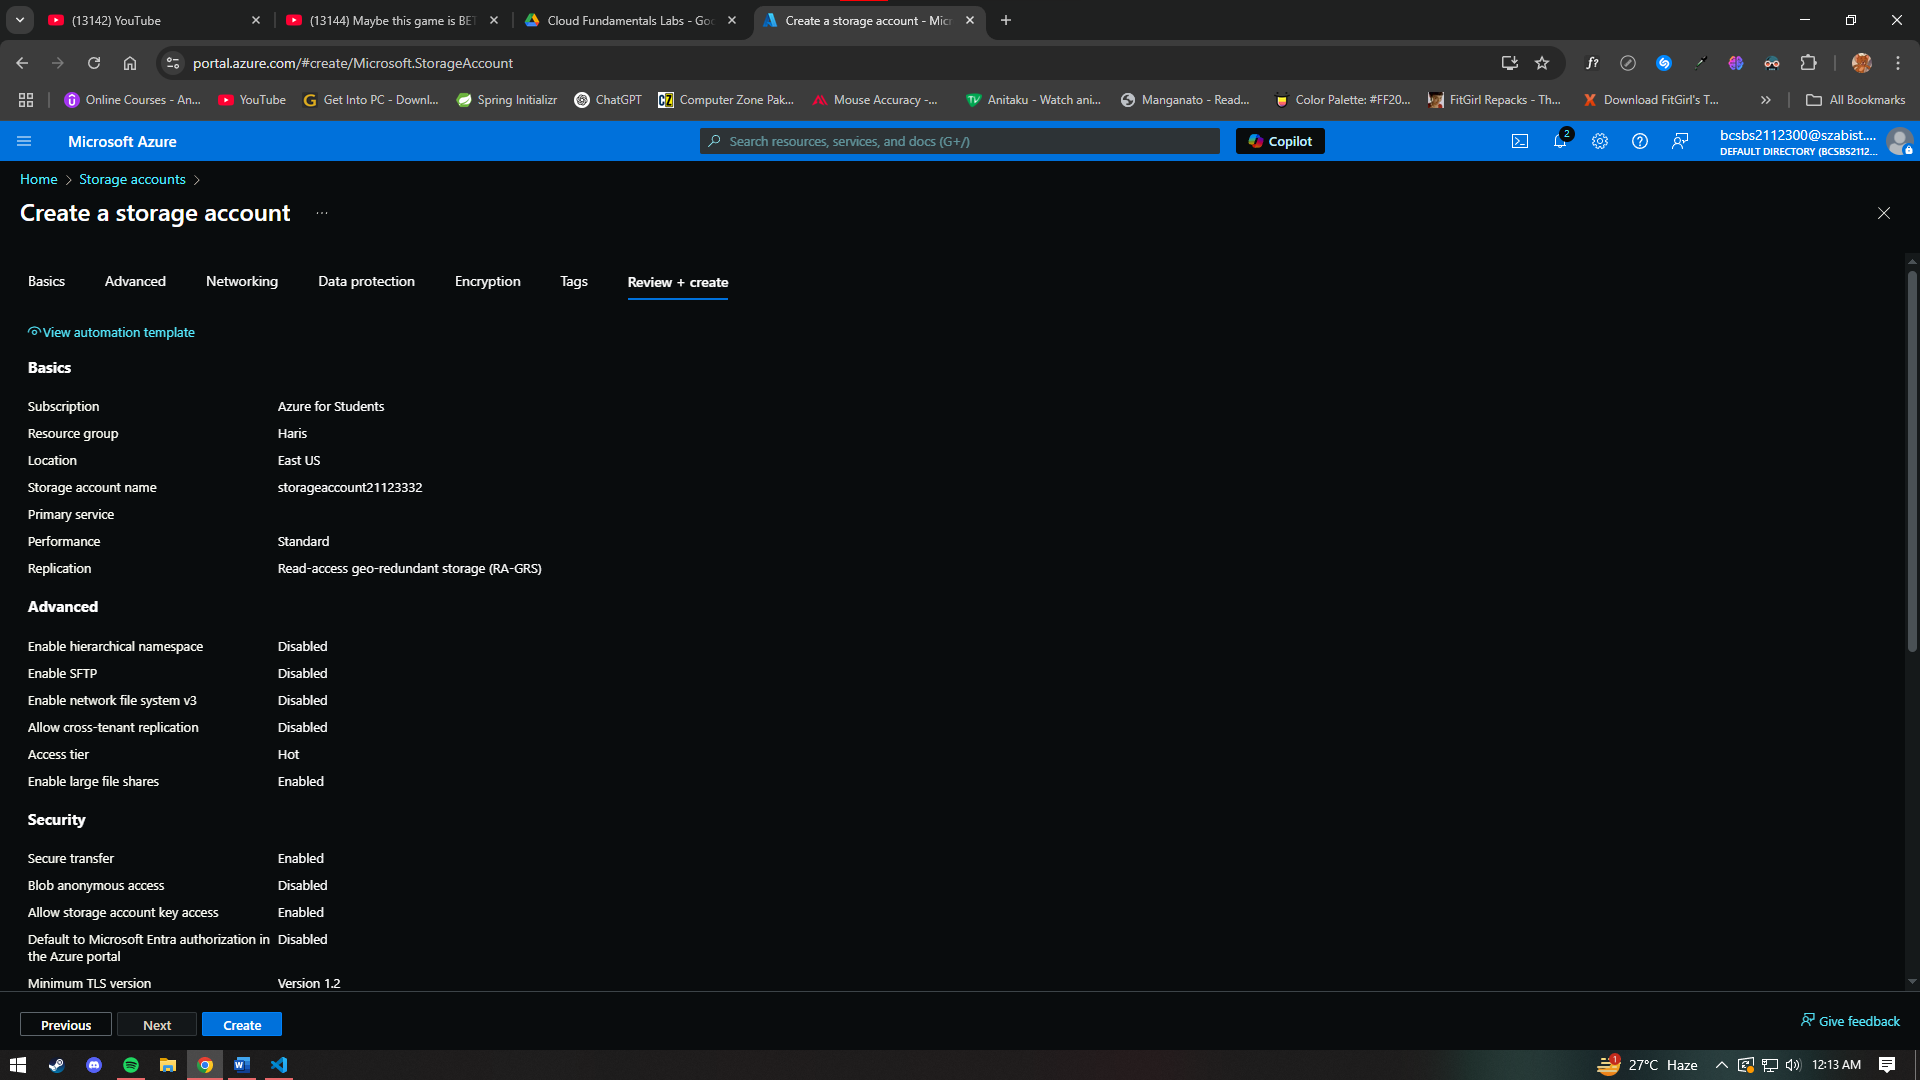 (13142) YouTube
(13144) Maybe this game is BET
Cloud Fundamentals Labs - Goo
Create a storage account - Micr
portal.azure.com/#create/Microsoft.StorageAccount
f?
Online Courses - An...
YouTube
G
Get Into PC - Downl...
Spring Initializr
ChatGPT
CZ
Computer Zone Pak...
Mouse Accuracy -...
Anitaku - Watch ani...
Manganato - Read...
Color Palette: #FF20...
FitGirl Repacks - Th...
X
Download FitGirl's T...
All Bookmarks
Microsoft Azure
Search resources, services, and docs (G+/)
Copilot
2
bcsbs2112300@szabist....
DEFAULT DIRECTORY (BCSBS2112...
Home
Storage accounts
Create a storage account
...
Basics
Advanced
Networking
Data protection
Encryption
Tags
Review + create
View automation template
Basics
Subscription Azure for Students
Resource group Haris
Location East US
Storage account name storageaccount21123332
Primary service
Performance Standard
Replication Read-access geo-redundant storage (RA-GRS)
Advanced
Enable hierarchical namespace Disabled
Enable SFTP Disabled
Enable network file system v3 Disabled
Allow cross-tenant replication Disabled
Access tier Hot
Enable large file shares Enabled
Security
Secure transfer Enabled
Blob anonymous access Disabled
Allow storage account key access Enabled
Default to Microsoft Entra authorization in Disabled
the Azure portal
Minimum TLS version Version 1.2
Previous
Next
Create
Give feedback
1
27°C Haze
12:13 AM